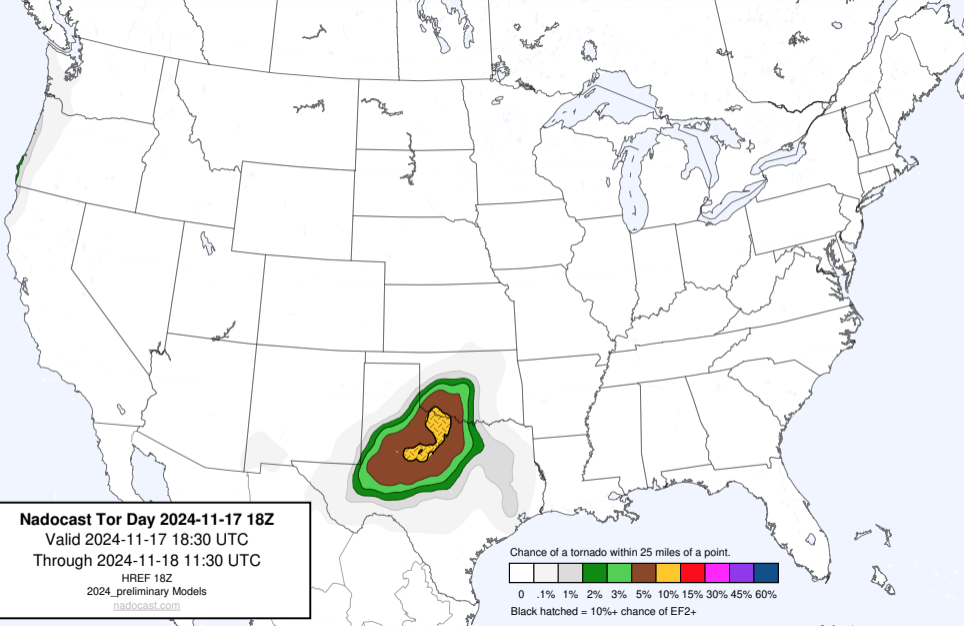 Nadocast Tor Day 2024-11-17 18Z
Valid 2024-11-17 18:30 UTC
Through 2024-11-18 11:30 UTC
HREF 18Z
2024_preliminary Models
nadocast.com
Chance of a tornado within 25 miles of a point.
0 .1% 1% 2% 3% 5% 10% 15% 30% 45% 60%
Black hatched = 10%+ chance of EF2+